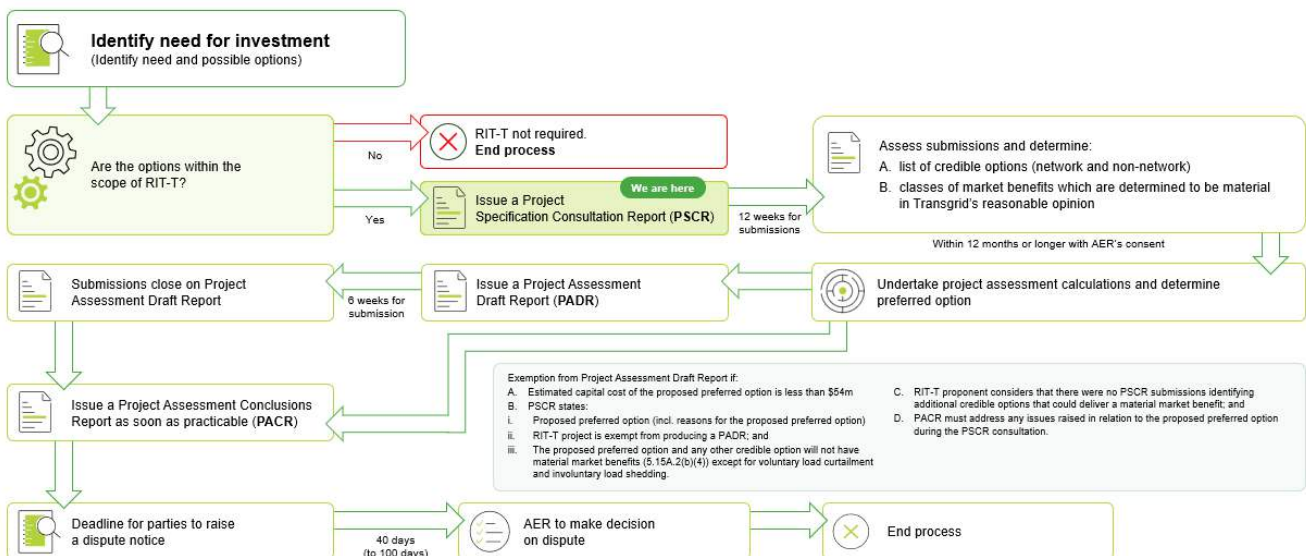 Identify need for investment
(Identify need and possible options)
Are the options within the
scope of RIT-T?
No
RIT-T not required.
End process
Yes
We are here
Issue a Project
Specification Consultation Report (PSCR)
12 weeks for
submissions
Assess submissions and determine:
A. list of credible options (network and non-network)
B. classes of market benefits which are determined to be material
in Transgrid's reasonable opinion
Within 12 months or longer with AER's consent
Undertake project assessment calculations and determine
preferred option
Issue a Project Assessment
Draft Report (PADR)
6 weeks for
submission
Submissions close on Project
Assessment Draft Report
Issue a Project Assessment Conclusions
Report as soon as practicable (PACR)
Exemption from Project Assessment Draft Report if:
A. Estimated capital cost of the proposed preferred option is less than $54m
B. PSCR states:
i. Proposed preferred option (incl. reasons for the proposed preferred option)
ii. RIT-T project is exempt from producing a PADR; and
iii. The proposed preferred option and any other credible option will not have
material market benefits (5.15A.2(b)(4)) except for voluntary load curtailment
and involuntary load shedding.
C. RIT-T proponent considers that there were no PSCR submissions identifying
additional credible options that could deliver a material market benefit; and
D. PACR must address any issues raised in relation to the proposed preferred option
during the PSCR consultation.
Deadline for parties to raise
a dispute notice
40 days
(to 100 days)
AER to make decision
on dispute
End process